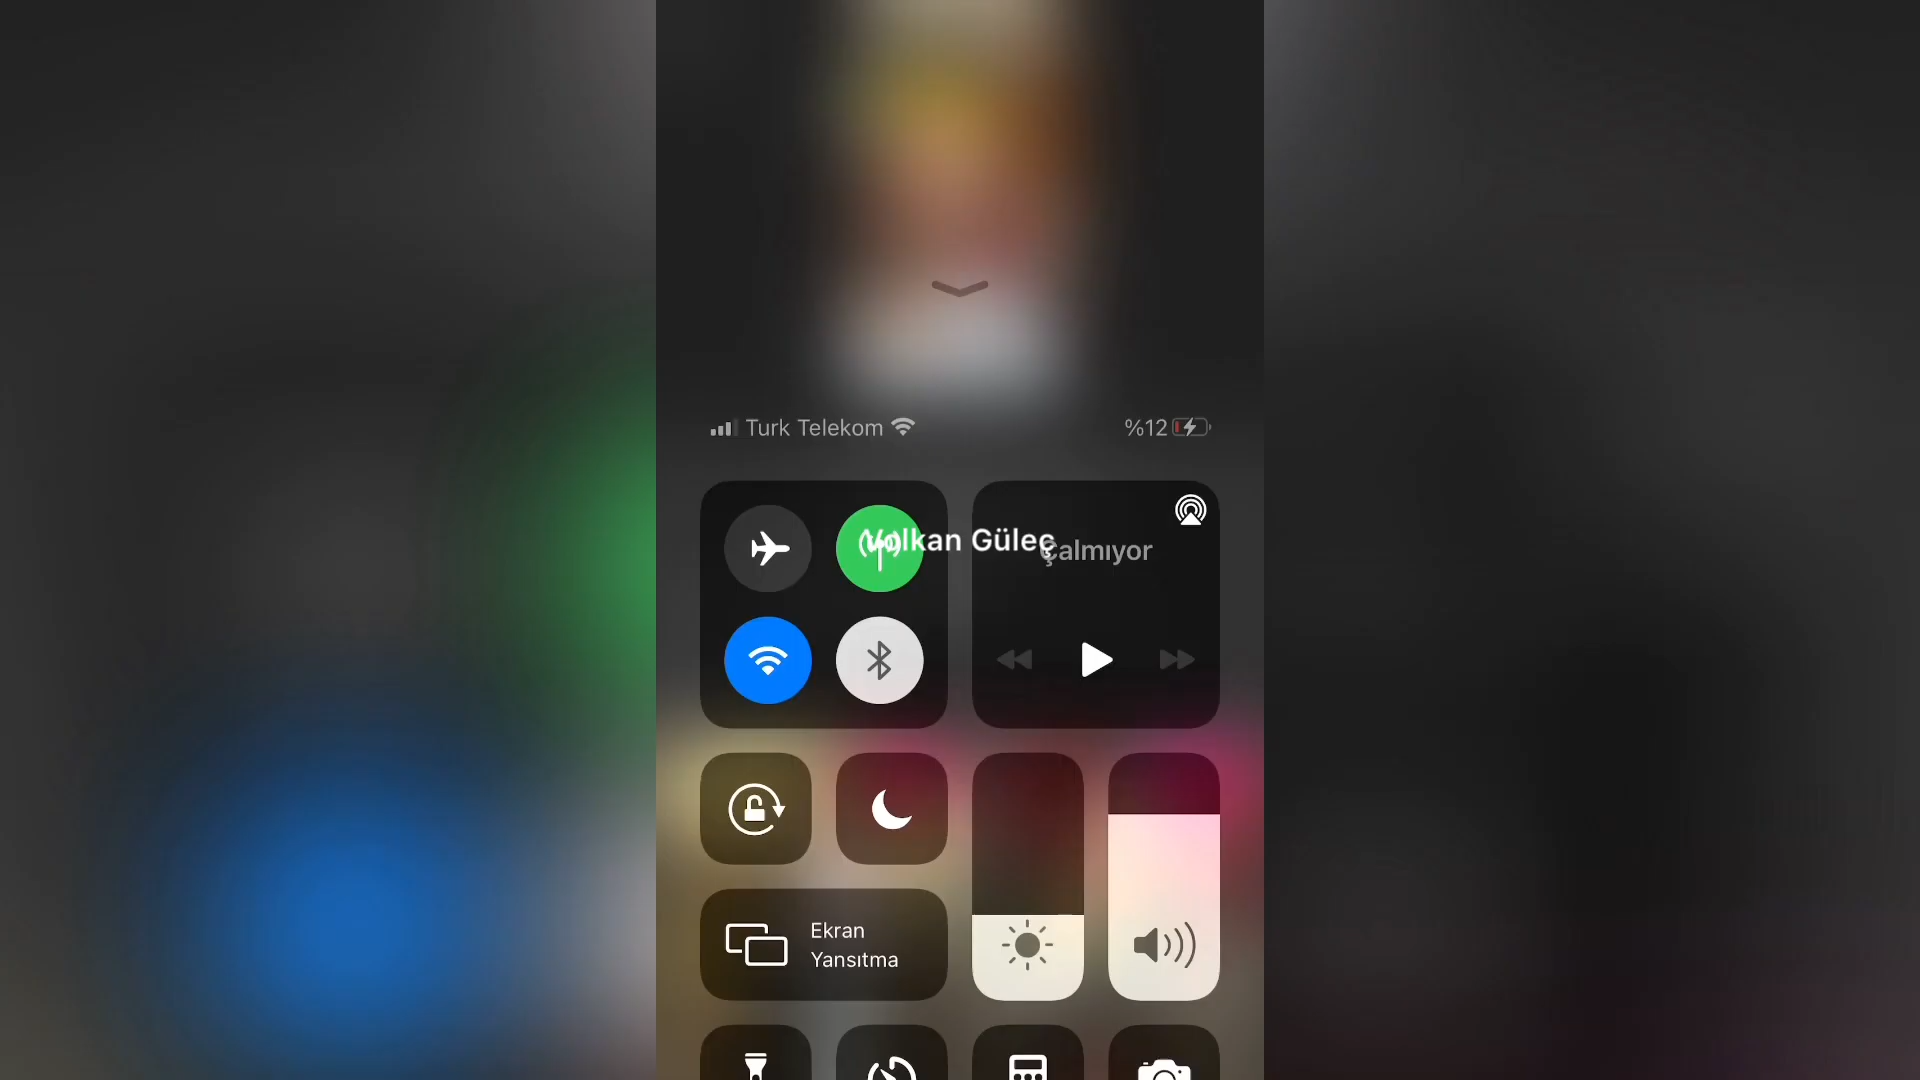 Turk Telekom
%12
Volkan Güleç
Çalmıyor
Ekran
Yansıtma